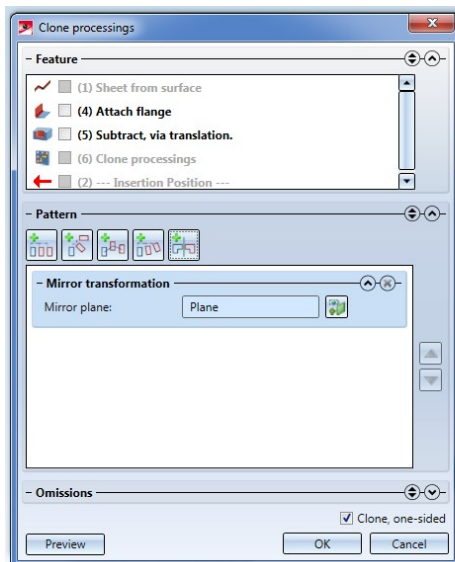 Clone processings
- Feature
(1) Sheet from surface
(4) Attach flange
(5) Subtract, via translation.
(6) Clone processings
(2) --- Insertion Position ---
- Pattern
- Mirror transformation
Mirror plane: Plane
- Omissions
Clone, one-sided
Preview OK Cancel